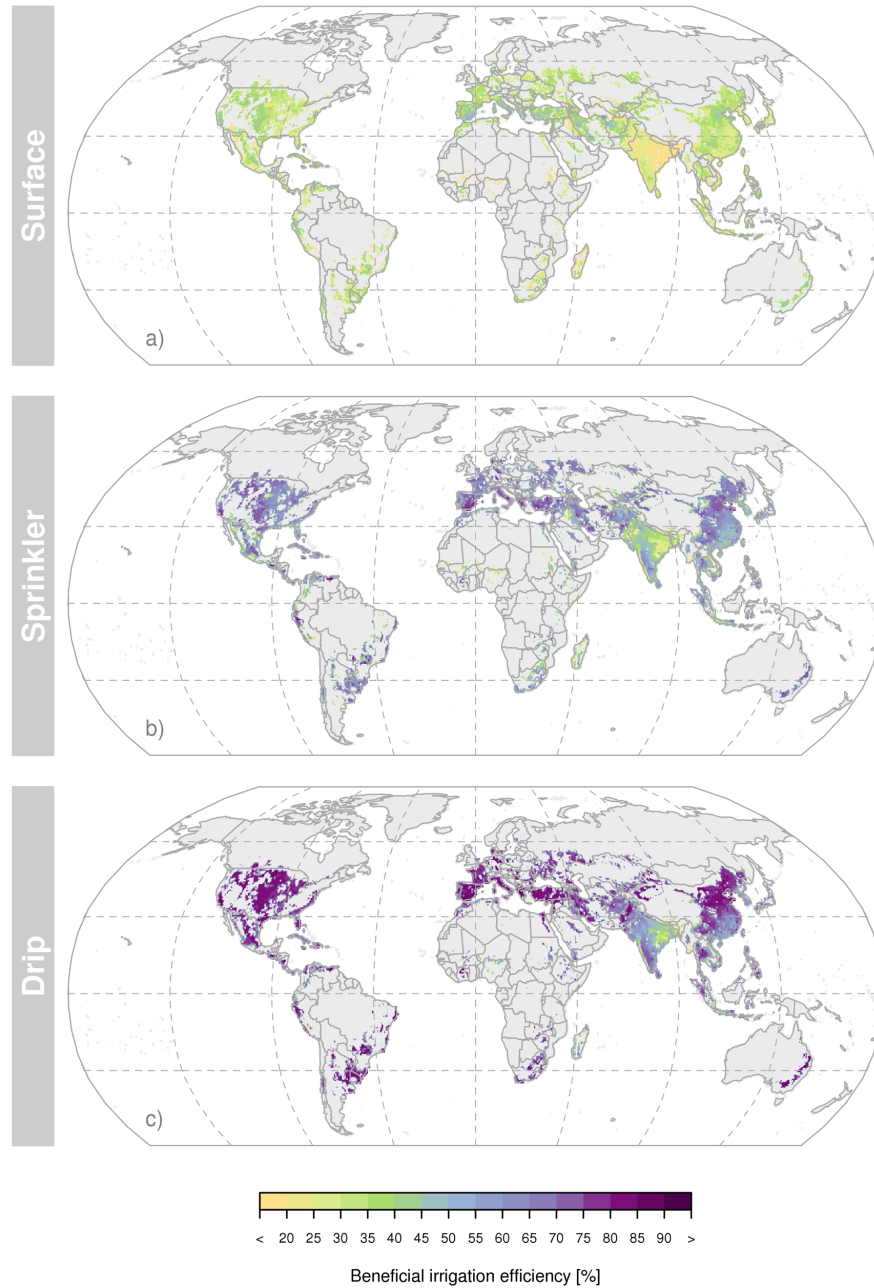 Surface
a)
Sprinkler
b)
Drip
c)
< 20 25 30 35 40 45 50 55 60 65 70 75 80 85 90 >
Beneficial irrigation efficiency [%]